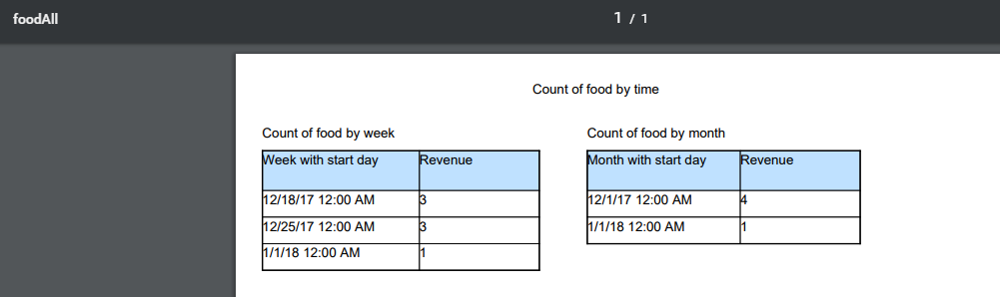 foodAll
1 / 1
Count of food by time
Count of food by week
Week with start day Revenue
12/18/17 12:00 AM 3
12/25/17 12:00 AM 3
1/1/18 12:00 AM 1
Count of food by month
Month with start day Revenue
12/1/17 12:00 AM 4
1/1/18 12:00 AM 1